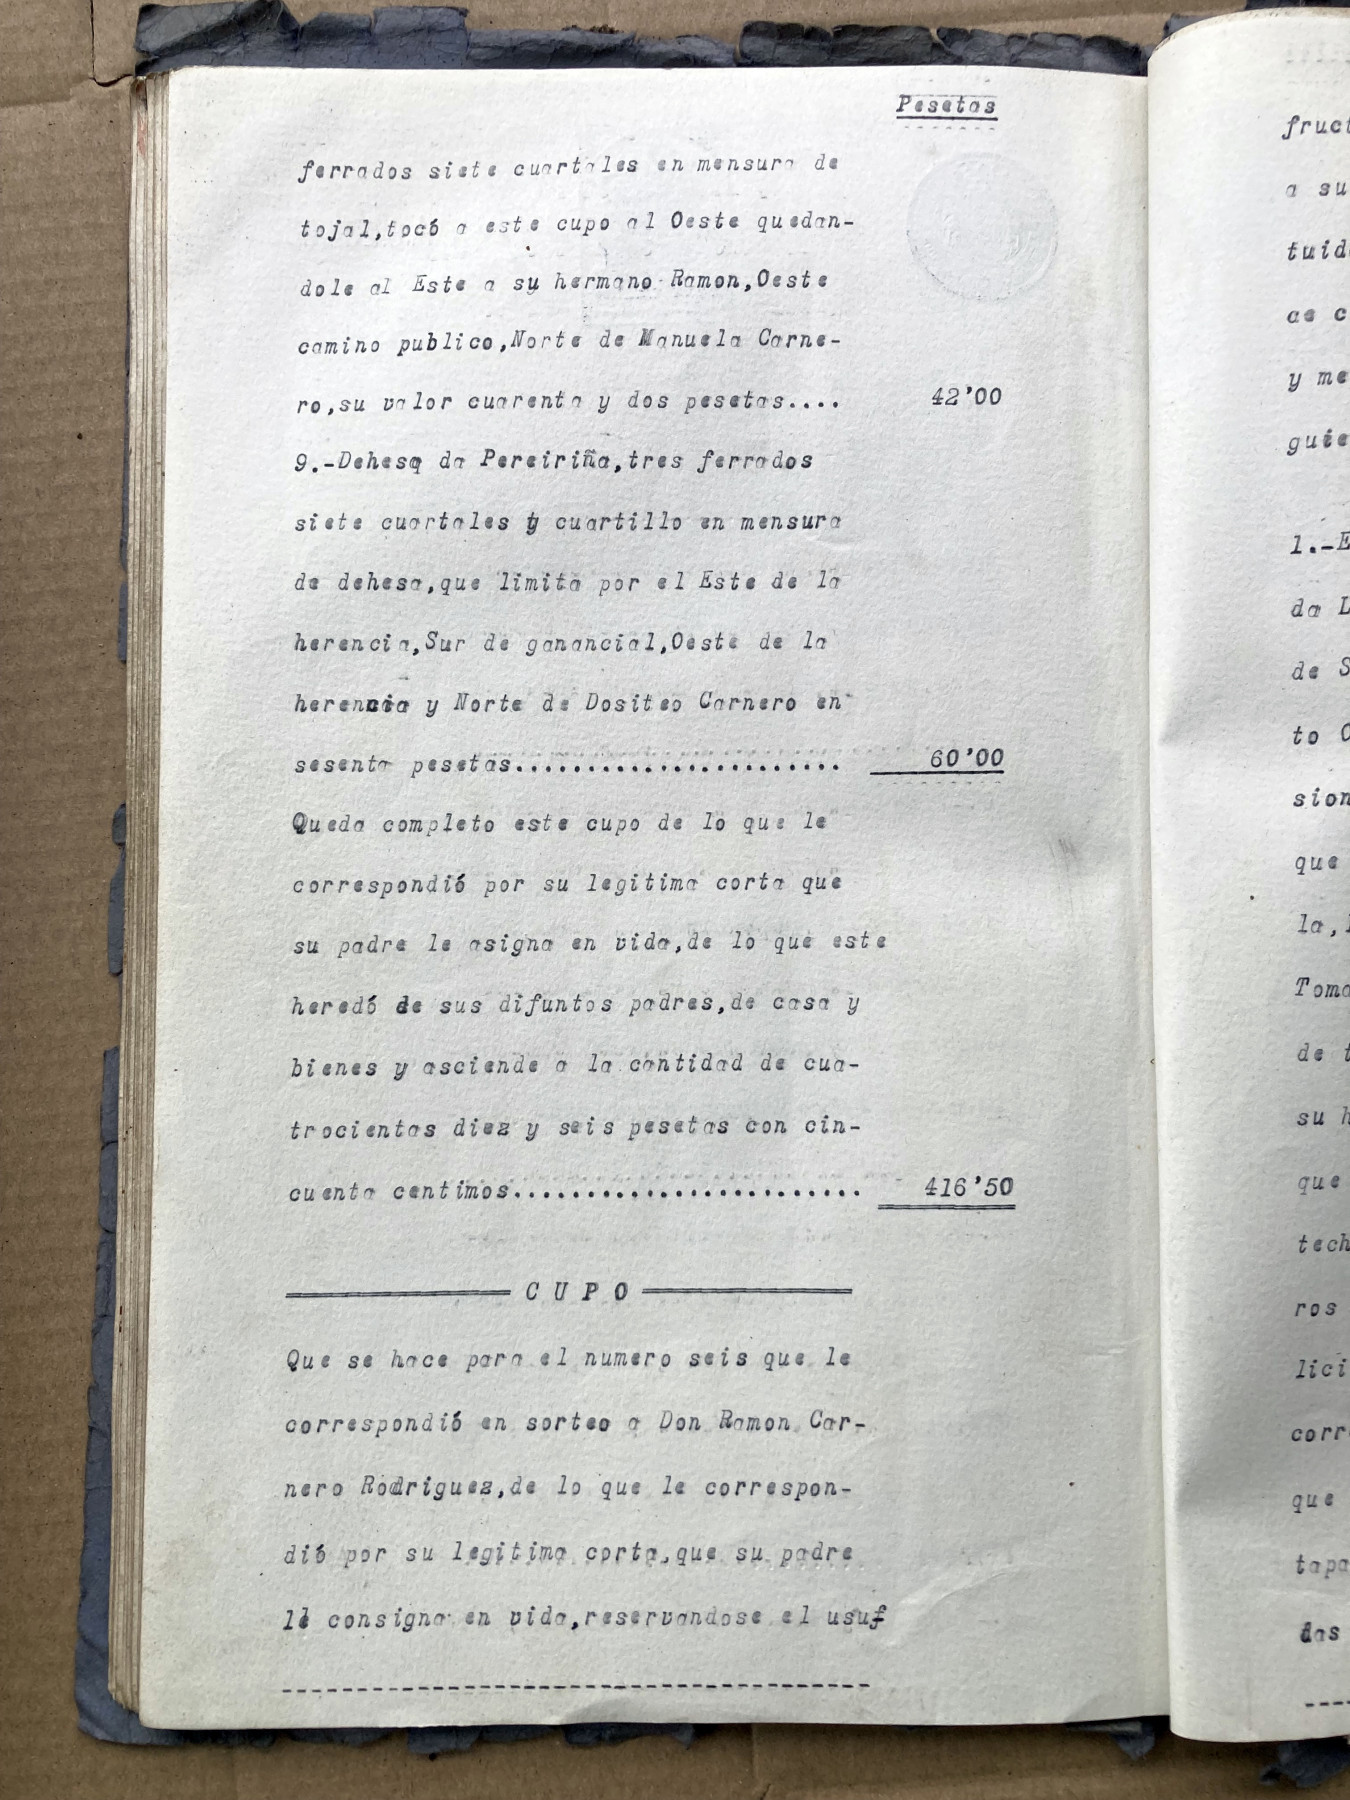 Pesetas
ferrados siete cuartales en mensura de
tojal,tocó a este cupo al Oeste quedan-
dole al Este a su hermano Ramon,Oeste
camino publico,Norte de Manuela Carne-
ro,su valor cuarenta y dos pesetas.... 42'00
9.-Dehesa da Pereiriña,tres ferrados
siete cuartales y cuartillo en mensura
de dehesa,que limita por el Este de la
herencia,Sur de ganancial,Oeste de la
herencia y Norte de Dositeo Carnero en
sesenta pesetas....................... 60'00
Queda completo este cupo de lo que le
correspondió por su legitima corta que
su padre le asigna en vida,de lo que este
heredó de sus difuntos padres,de casa y
bienes y asciende a la cantidad de cua-
trocientas diez y seis pesetas con cin-
cuenta centimos........................ 416'50
CUPO
Que se hace para el numero seis que le
correspondió en sorteo a Don Ramon Car-
nero Rodriguez,de lo que le correspon-
dió por su legitima corta,que su padre
le consigna en vida,reservandose el usuf
fruct
a su
tuid
de c
y me
guie
1.-E
da L
de S
to C
sion
que
la,
Toma
de t
su h
que
tech
ros
lici
corr
que
tapa
das